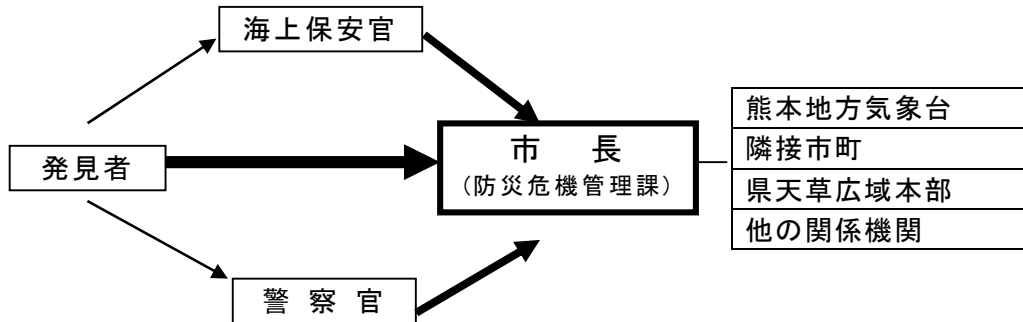 海上保安官
発見者
市　長
（防災危機管理課）
警 察 官
熊本地方気象台
隣接市町
県天草広域本部
他の関係機関